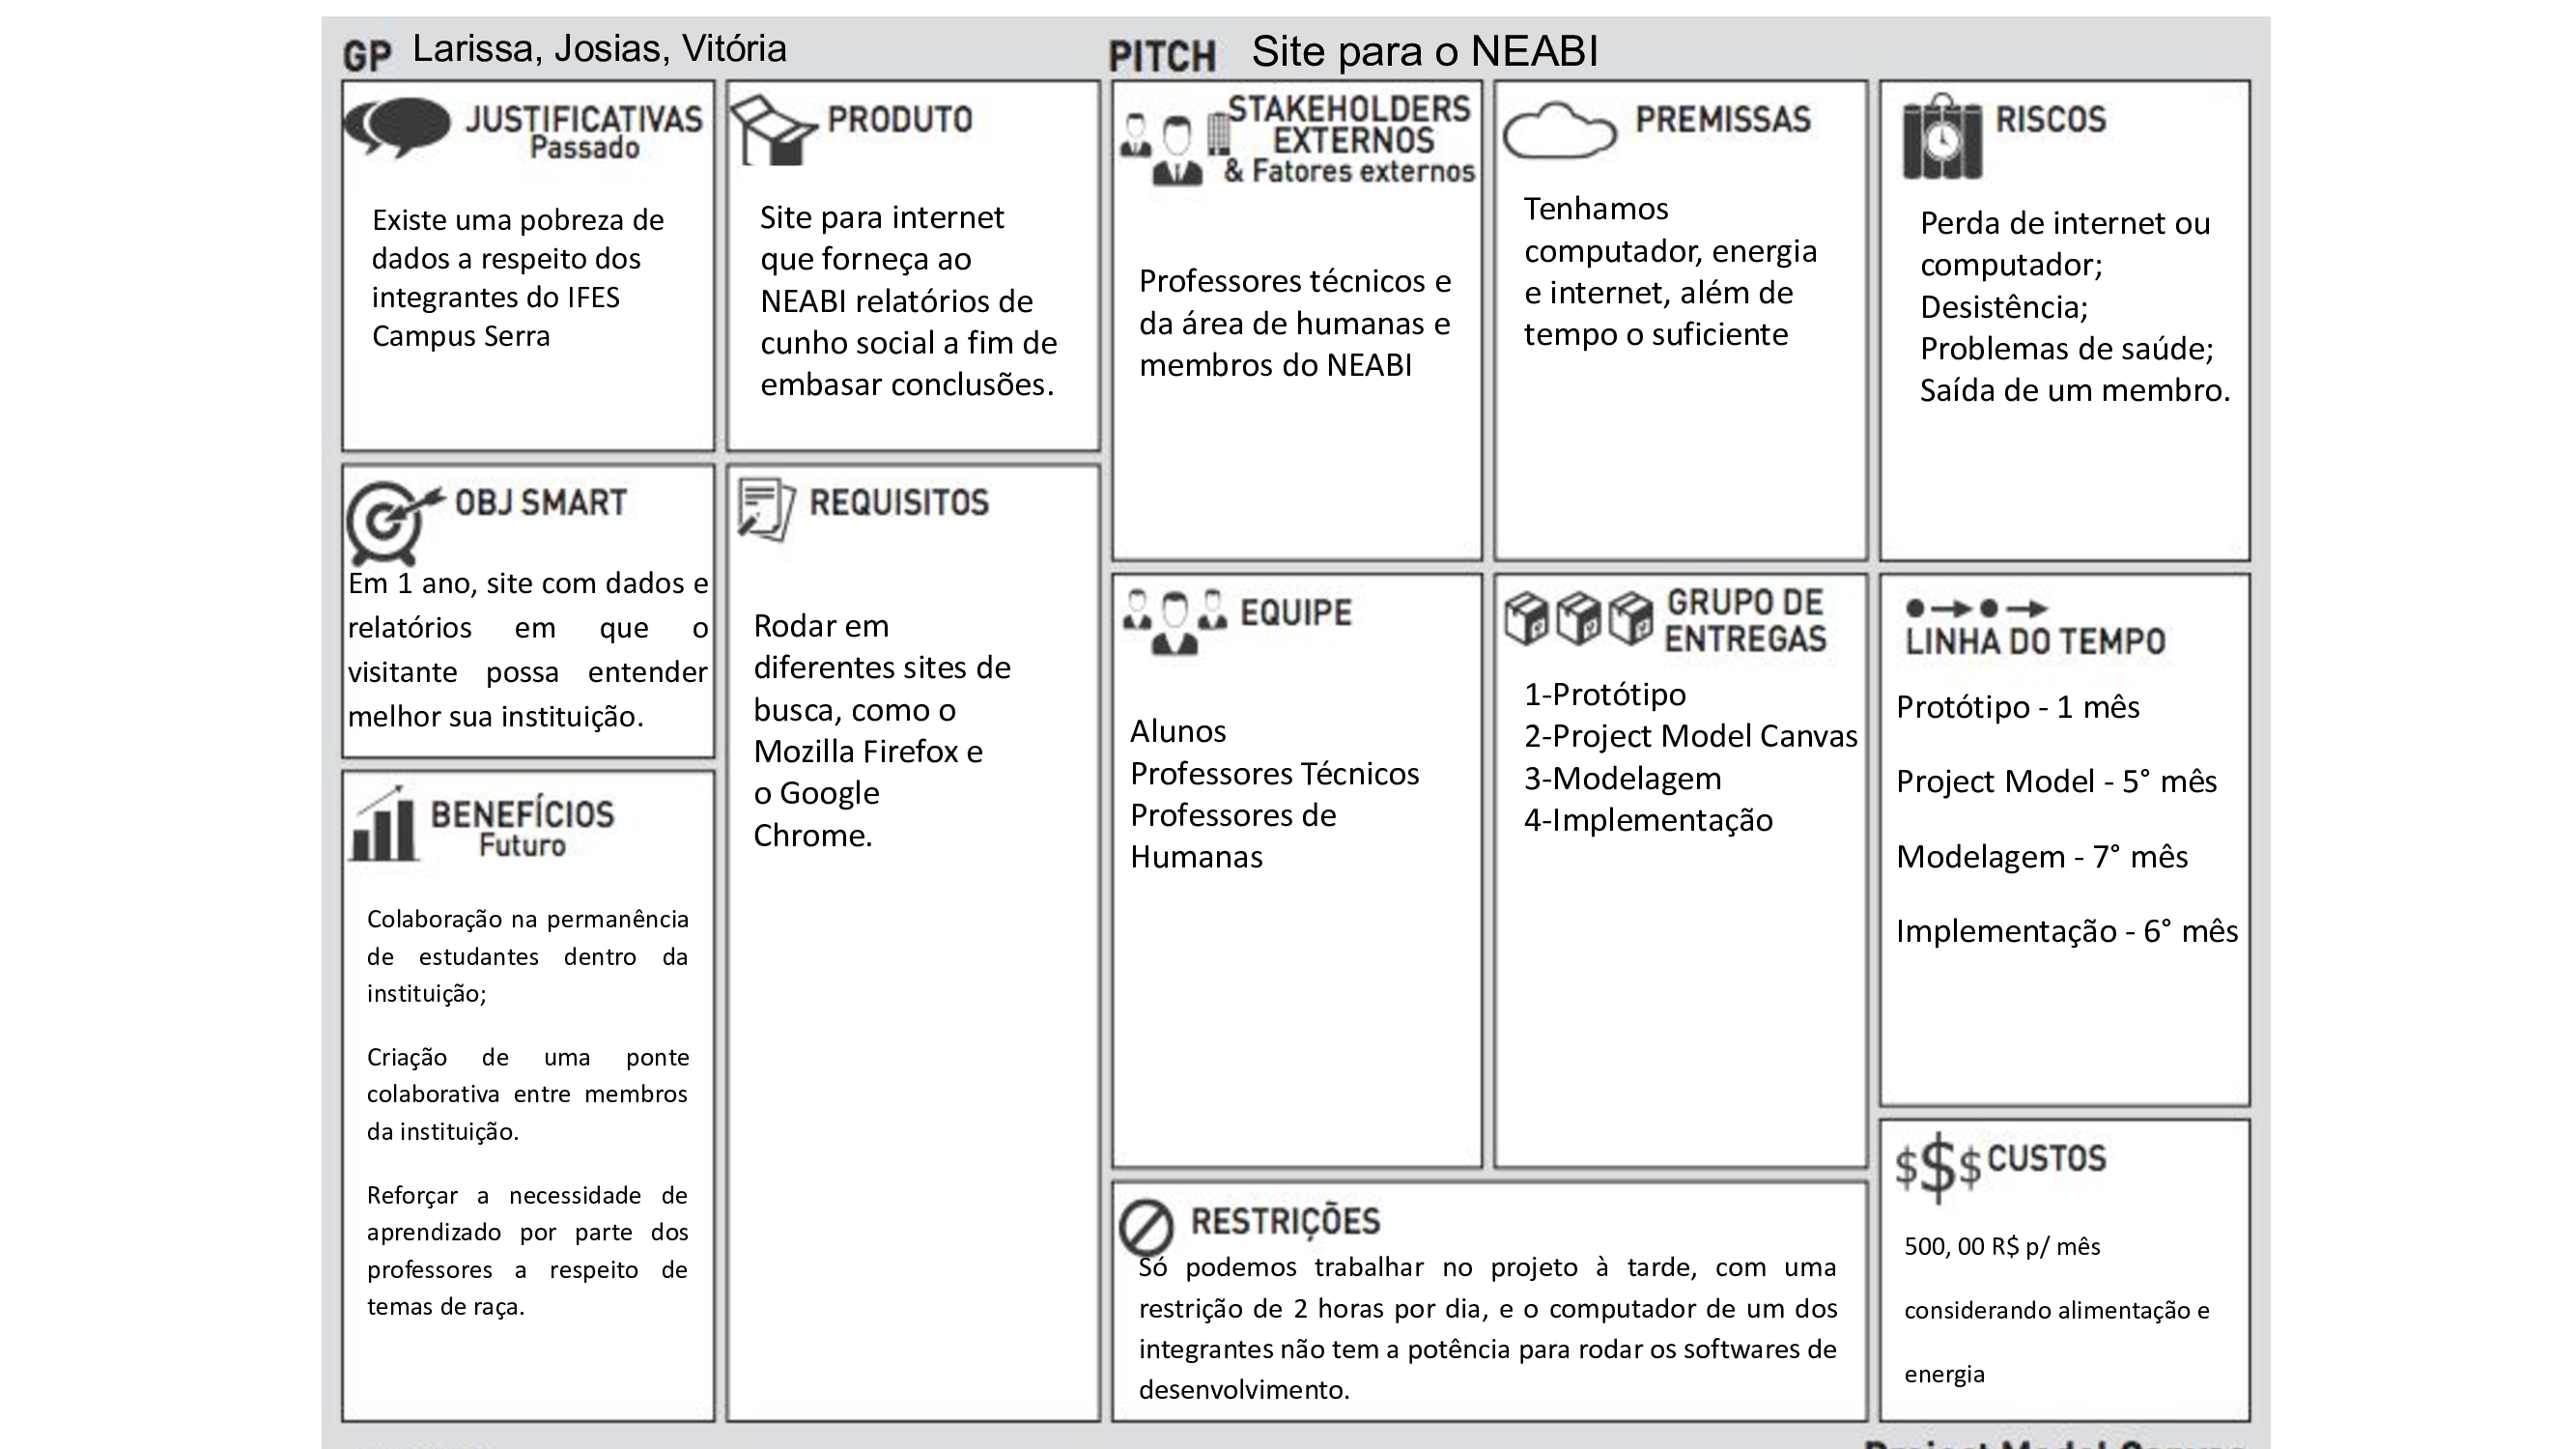 GP Larissa, Josias, Vitória
PITCH Site para o NEABI
JUSTIFICATIVAS
Passado
Existe uma pobreza de
dados a respeito dos
integrantes do IFES
Campus Serra
PRODUTO
Site para internet
que forneça ao
NEABI relatórios de
cunho social a fim de
embasar conclusões.
STAKEHOLDERS
EXTERNOS
& Fatores externos
Professores técnicos e
da área de humanas e
membros do NEABI
PREMISSAS
Tenhamos
computador, energia
e internet, além de
tempo o suficiente
RISCOS
Perda de internet ou
computador;
Desistência;
Problemas de saúde;
Saída de um membro.
OBJ SMART
Em 1 ano, site com dados e
relatórios em que o
visitante possa entender
melhor sua instituição.
REQUISITOS
Rodar em
diferentes sites de
busca, como o
Mozilla Firefox e
o Google
Chrome.
EQUIPE
Alunos
Professores Técnicos
Professores de
Humanas
GRUPO DE
ENTREGAS
1-Protótipo
2-Project Model Canvas
3-Modelagem
4-Implementação
LINHA DO TEMPO
Protótipo - 1 mês
Project Model - 5° mês
Modelagem - 7° mês
Implementação - 6° mês
BENEFÍCIOS
Futuro
Colaboração na permanência
de estudantes dentro da
instituição;
Criação de uma ponte
colaborativa entre membros
da instituição.
Reforçar a necessidade de
aprendizado por parte dos
professores a respeito de
temas de raça.
RESTRIÇÕES
Só podemos trabalhar no projeto à tarde, com uma
restrição de 2 horas por dia, e o computador de um dos
integrantes não tem a potência para rodar os softwares de
desenvolvimento.
$$$ CUSTOS
500, 00 R$ p/ mês
considerando alimentação e
energia